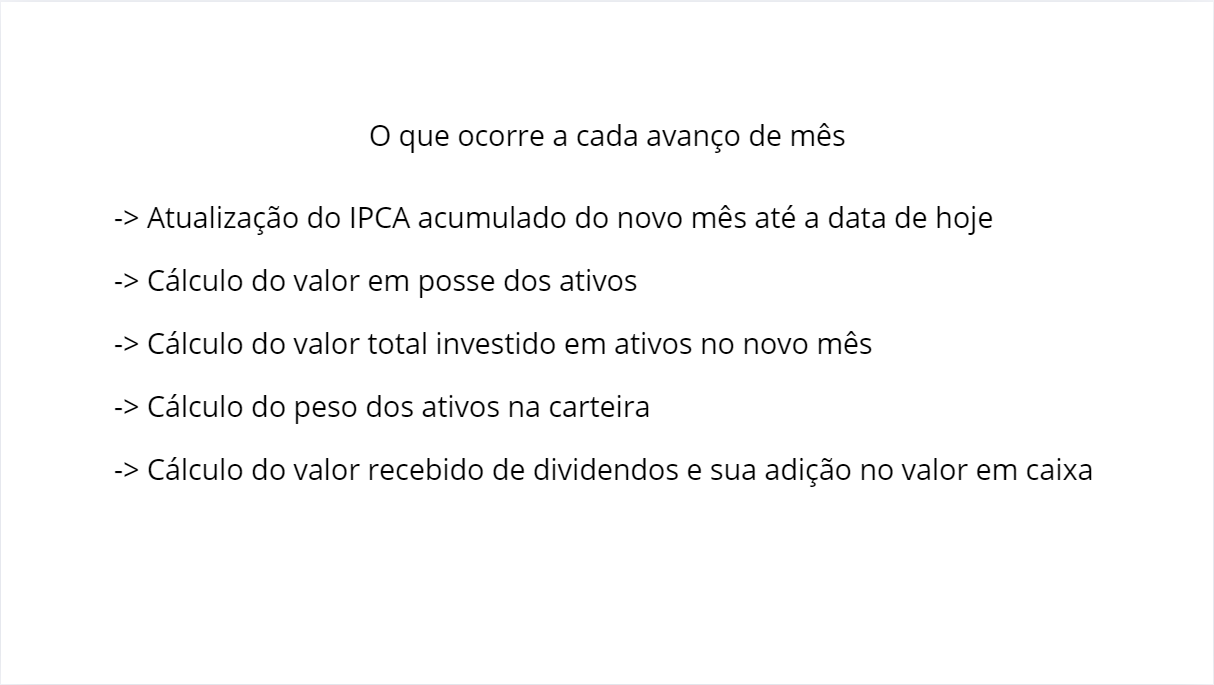 O que ocorre a cada avanço de mês
-> Atualização do IPCA acumulado do novo mês até a data de hoje
-> Cálculo do valor em posse dos ativos
-> Cálculo do valor total investido em ativos no novo mês
-> Cálculo do peso dos ativos na carteira
-> Cálculo do valor recebido de dividendos e sua adição no valor em caixa